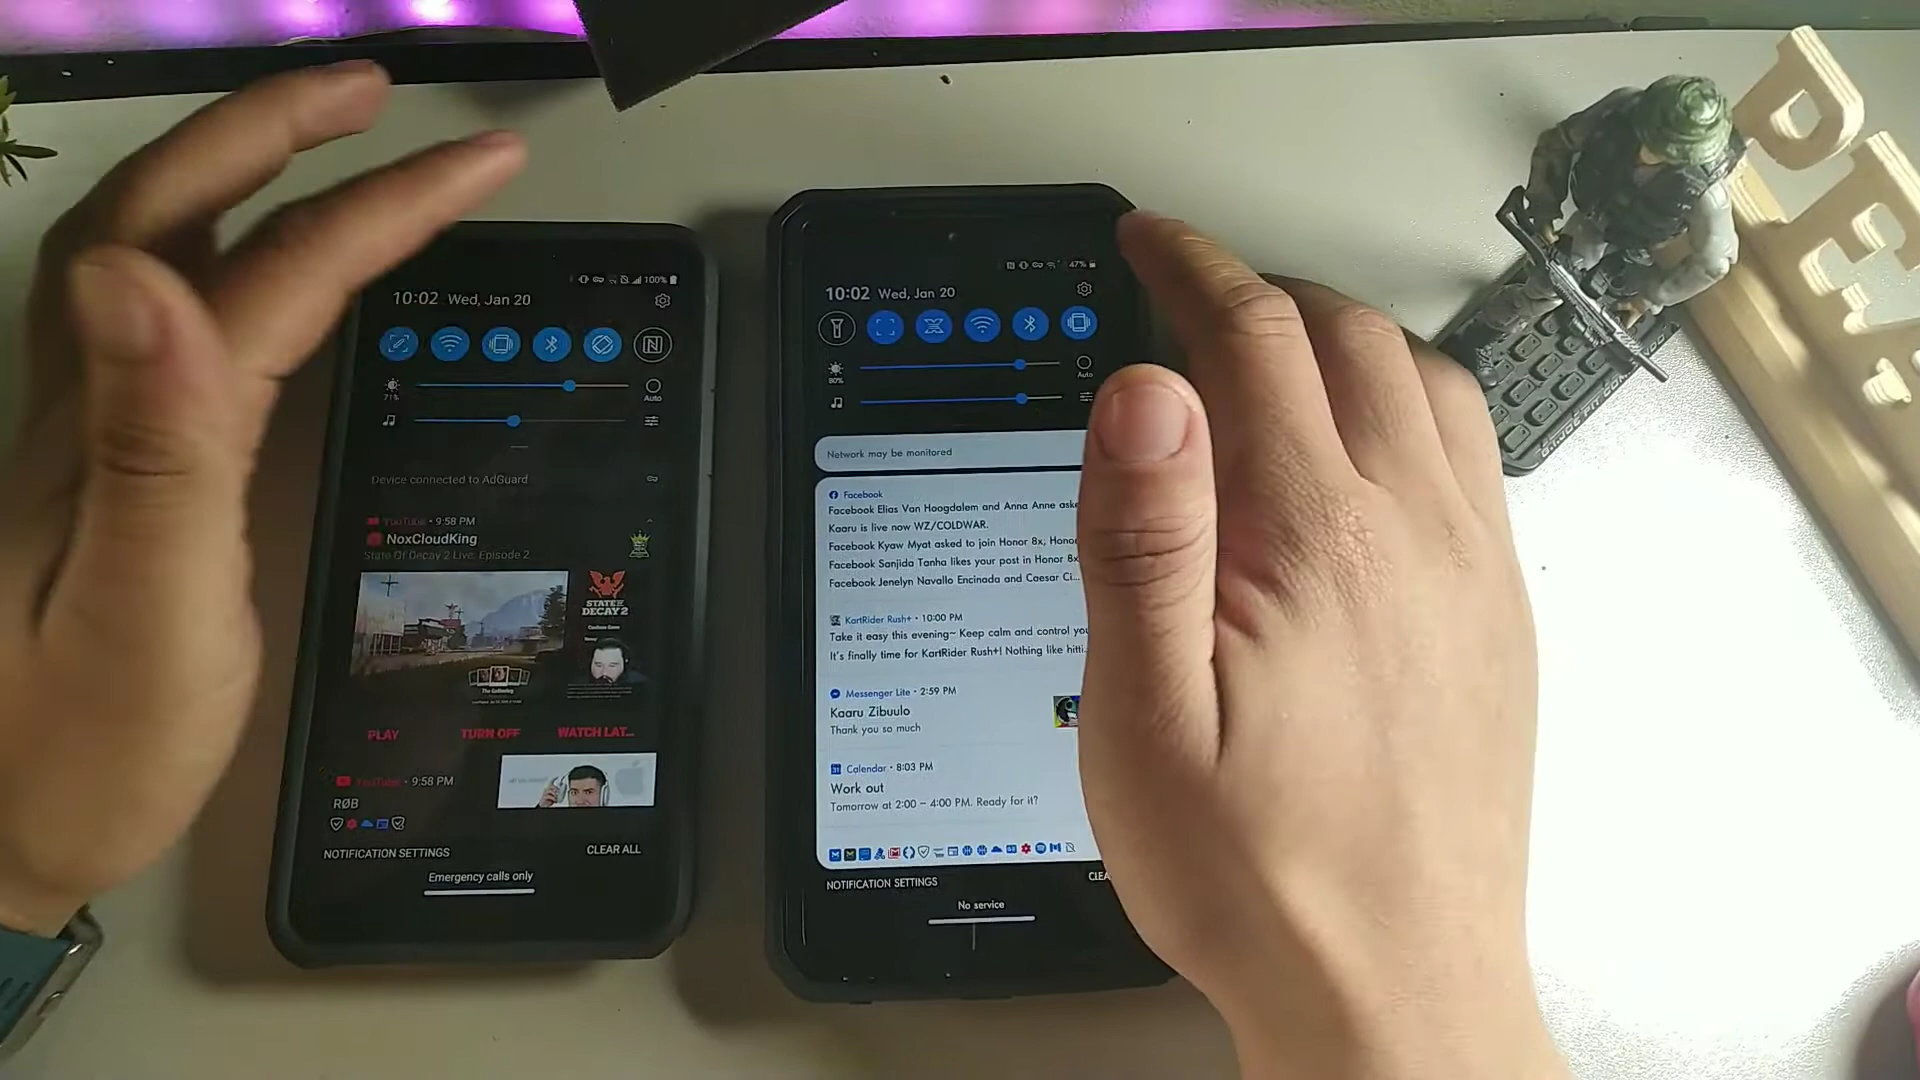 100%
10:02 Wed, Jan 20
71%
Auto
Device connected to AdGuard
YouTube • 9:58 PM
NoxCloudKing
State Of Decay 2 Live: Episode 2
STATE OF
DECAY 2
PLAY TURN OFF WATCH LAT...
YouTube • 9:58 PM
RØB
NOTIFICATION SETTINGS CLEAR ALL
Emergency calls only
47%
10:02 Wed, Jan 20
80%
Auto
Network may be monitored
Facebook
Facebook Elias Van Hoogdalem and Anna Anne aske
Kaaru is live now WZ/COLDWAR.
Facebook Kyaw Myat asked to join Honor 8x, Hono
Facebook Sanjida Tanha likes your post in Honor 8x
Facebook Jenelyn Navallo Encinada and Caesar Ci...
KartRider Rush+ • 10:00 PM
Take it easy this evening~ Keep calm and control you
It's finally time for KartRider Rush+! Nothing like hitti...
Messenger Lite • 2:59 PM
Kaaru Zibuulo
Thank you so much
Calendar • 8:03 PM
Work out
Tomorrow at 2:00 – 4:00 PM. Ready for it?
NOTIFICATION SETTINGS CLEA
No service